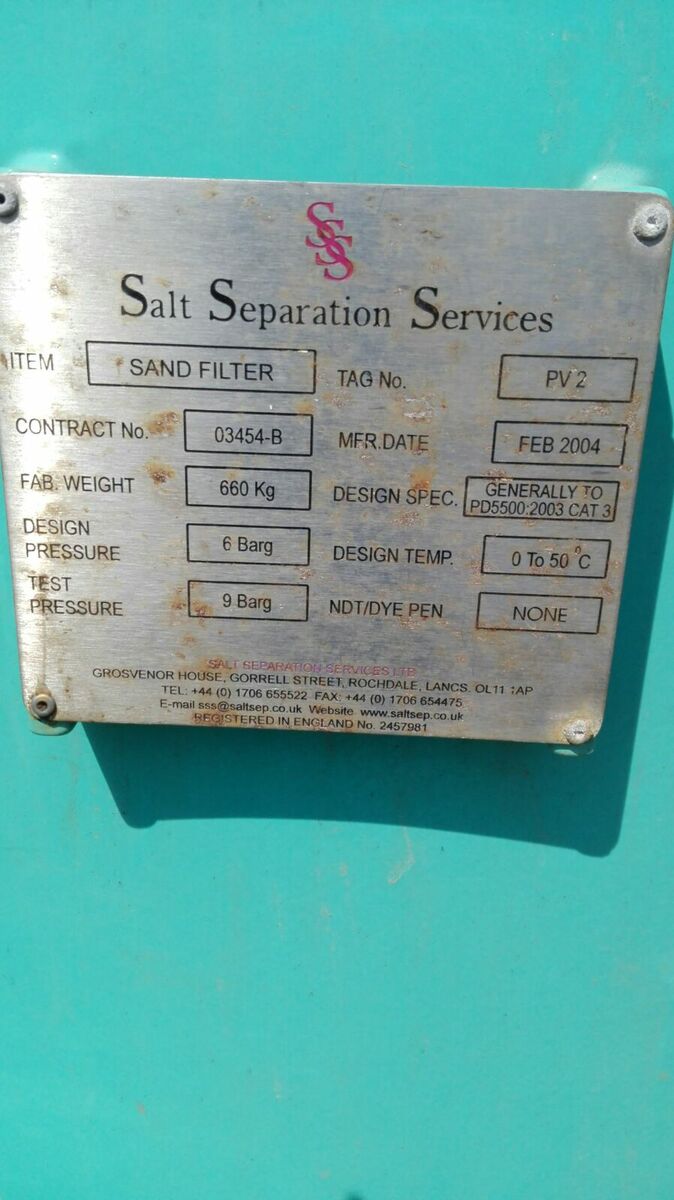 SSS
Salt Separation Services
ITEM SAND FILTER TAG No. PV 2
CONTRACT No. 03454-B MFR.DATE FEB 2004
FAB. WEIGHT 660 Kg DESIGN SPEC. GENERALLY TO
PD5500:2003 CAT 3
DESIGN
PRESSURE 6 Barg DESIGN TEMP. 0 To 50 °C
TEST
PRESSURE 9 Barg NDT/DYE PEN NONE
SALT SEPARATION SERVICES LTD
GROSVENOR HOUSE, GORRELL STREET, ROCHDALE, LANCS. OL11 1AP
TEL: +44 (0) 1706 655522 FAX: +44 (0) 1706 654475
E-mail sss@saltsep.co.uk Website www.saltsep.co.uk
REGISTERED IN ENGLAND No. 2457981